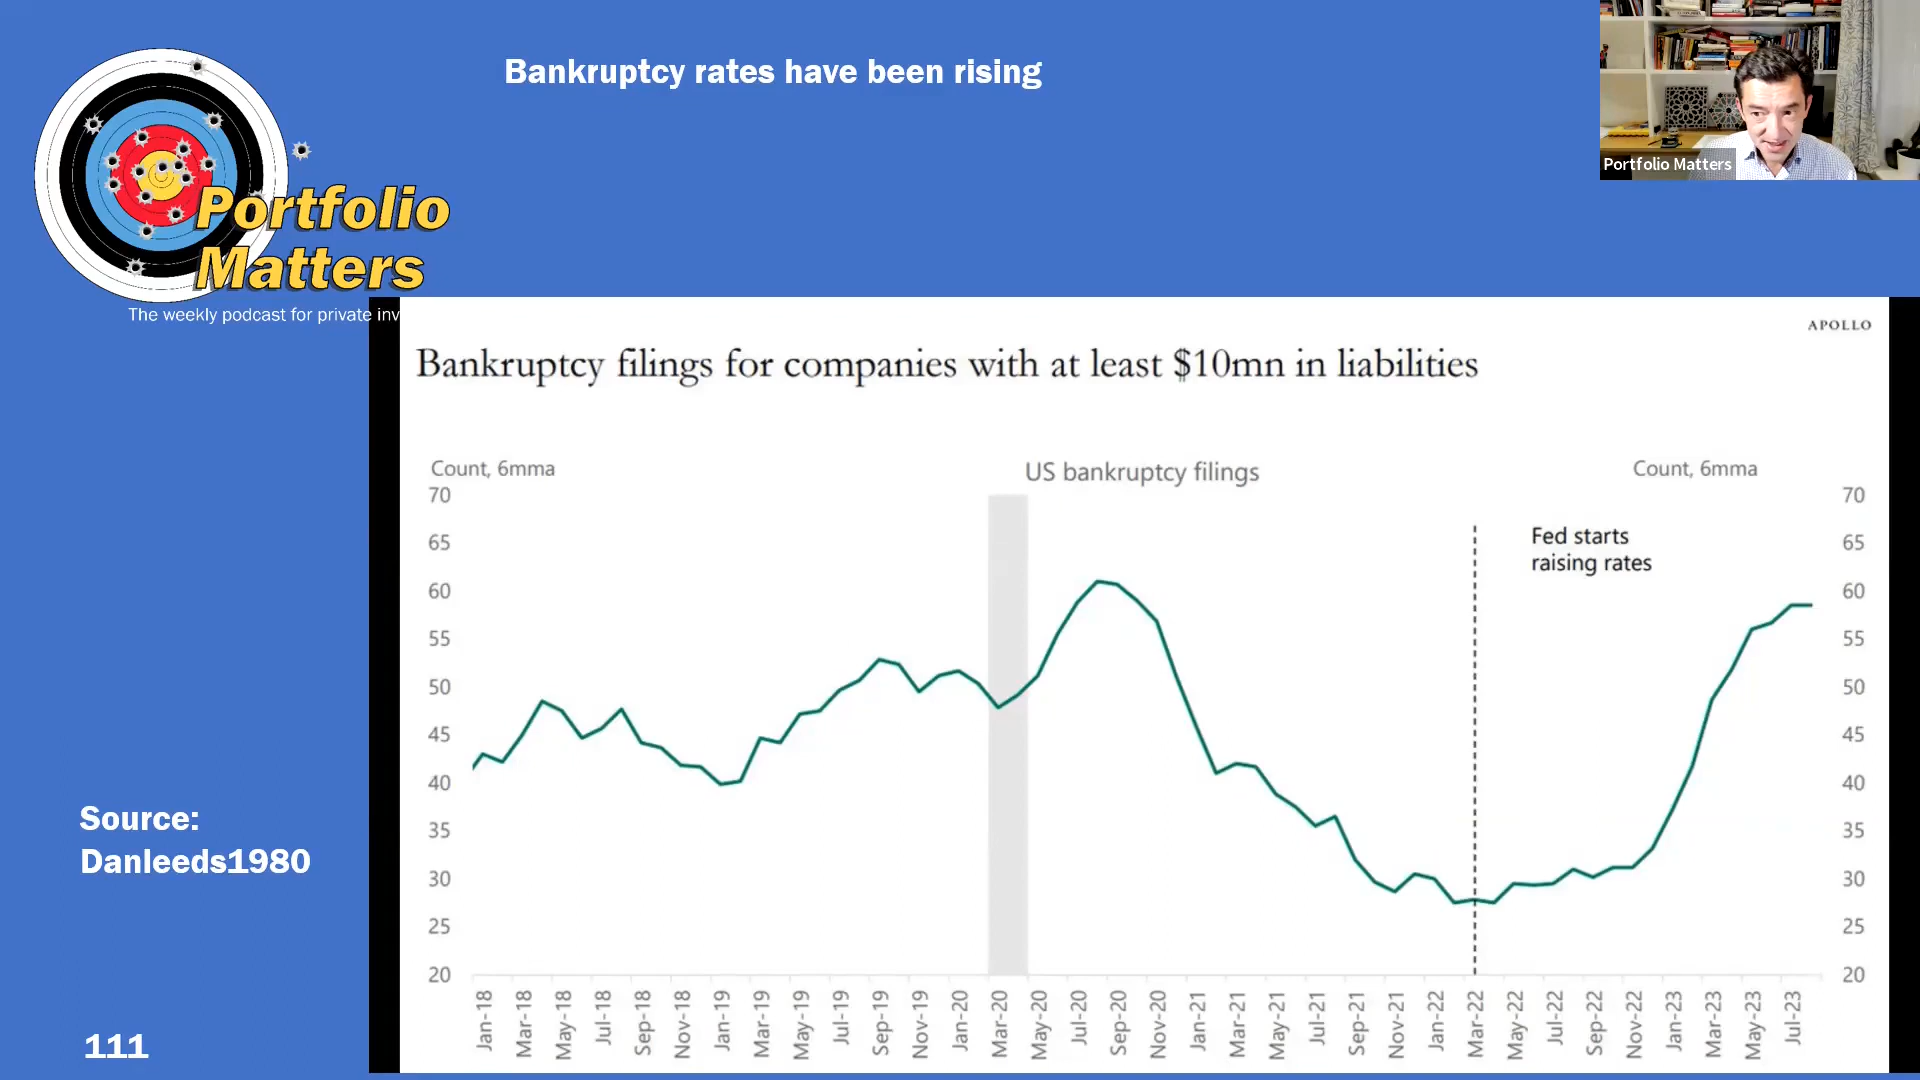 Bankruptcy rates have been rising
Portfolio Matters
Portfolio
Matters
The weekly podcast for private inv
APOLLO
Bankruptcy filings for companies with at least $10mn in liabilities
Count, 6mma
US bankruptcy filings
Count, 6mma
70
65
60
55
50
45
40
35
30
25
20
Fed starts
raising rates
70
65
60
55
50
45
40
35
30
25
20
Jan-18
Mar-18
May-18
Jul-18
Sep-18
Nov-18
Jan-19
Mar-19
May-19
Jul-19
Sep-19
Nov-19
Jan-20
Mar-20
May-20
Jul-20
Sep-20
Nov-20
Jan-21
Mar-21
May-21
Jul-21
Sep-21
Nov-21
Jan-22
Mar-22
May-22
Jul-22
Sep-22
Nov-22
Jan-23
Mar-23
May-23
Jul-23
Source:
Danleeds1980
111